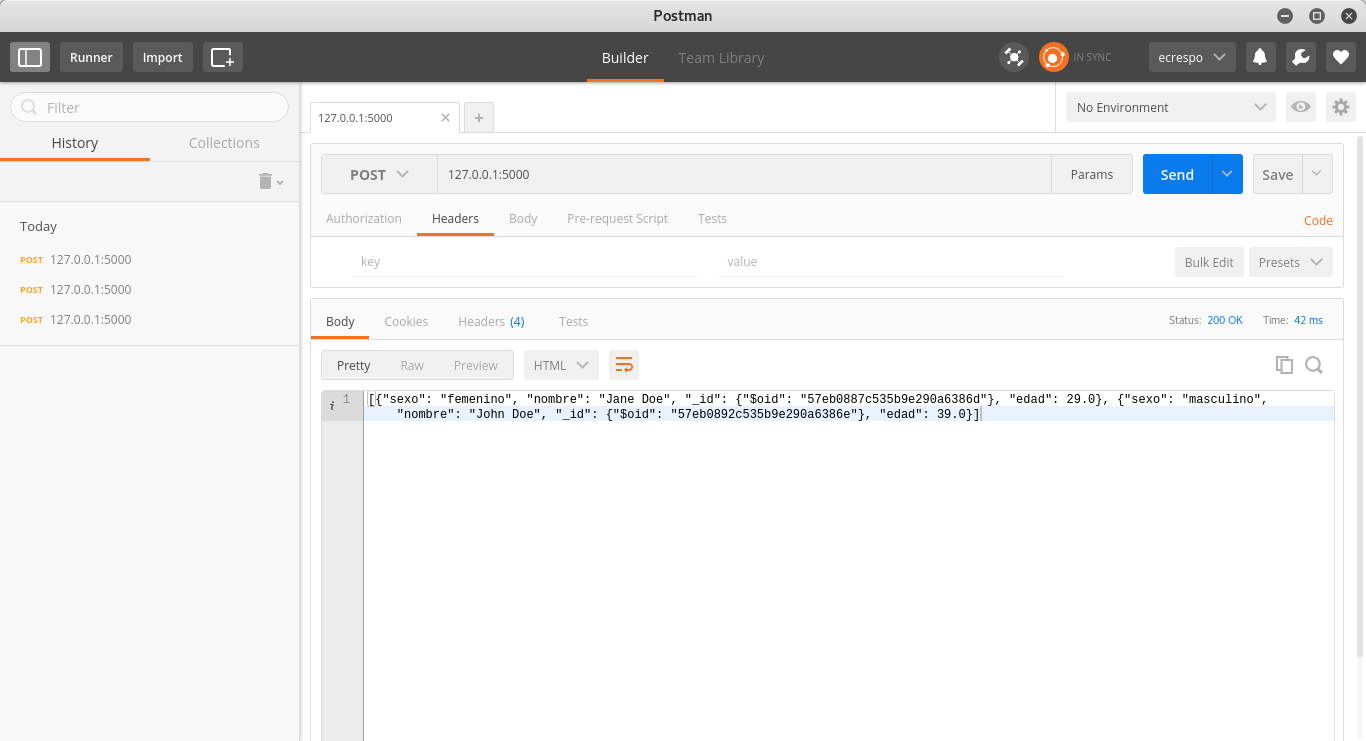 Postman
Runner
Import
Builder
Team Library
IN SYNC
ecrespo
Filter
History
Collections
Today
POST 127.0.0.1:5000
POST 127.0.0.1:5000
POST 127.0.0.1:5000
127.0.0.1:5000
No Environment
POST
127.0.0.1:5000
Params
Send
Save
Authorization
Headers
Body
Pre-request Script
Tests
Code
key
value
Bulk Edit
Presets
Body
Cookies
Headers (4)
Tests
Status: 200 OK
Time: 42 ms
Pretty
Raw
Preview
HTML
i 1
[{"sexo": "femenino", "nombre": "Jane Doe", "_id": {"$oid": "57eb0887c535b9e290a6386d"}, "edad": 29.0}, {"sexo": "masculino",
"nombre": "John Doe", "_id": {"$oid": "57eb0892c535b9e290a6386e"}, "edad": 39.0}]